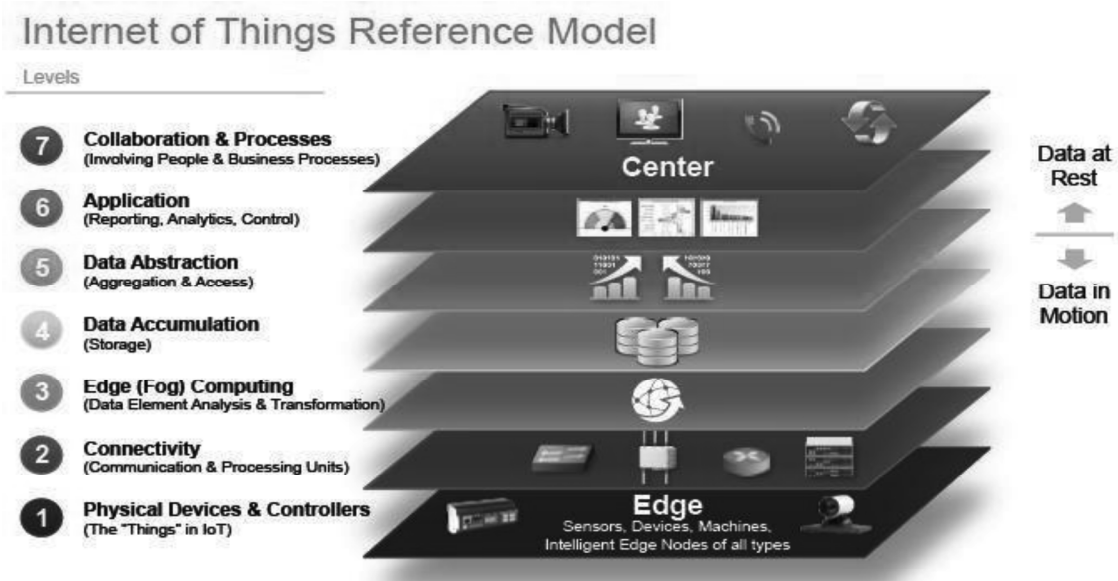 Internet of Things Reference Model
Levels
7
Collaboration & Processes
(Involving People & Business Processes)
6
Application
(Reporting, Analytics, Control)
5
Data Abstraction
(Aggregation & Access)
4
Data Accumulation
(Storage)
3
Edge (Fog) Computing
(Data Element Analysis & Transformation)
2
Connectivity
(Communication & Processing Units)
1
Physical Devices & Controllers
(The "Things" in IoT)
Center
Edge
Sensors, Devices, Machines,
Intelligent Edge Nodes of all types
Data at
Rest
Data in
Motion